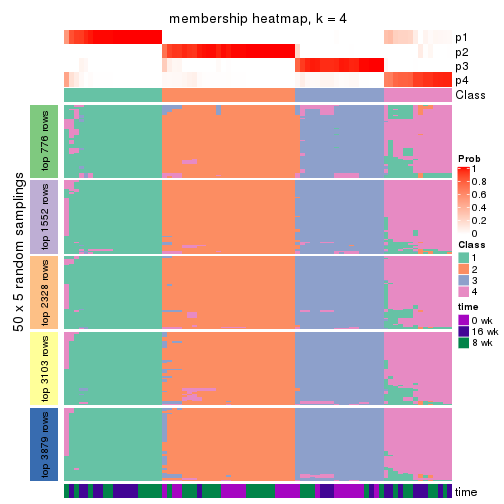 membership heatmap, k = 4
p1
p2
p3
p4
Class
50 x 5 random samplings
top 776 rows
top 1552 rows
top 2328 rows
top 3103 rows
top 3879 rows
time
Prob
1
0.8
0.6
0.4
0.2
0
Class
1
2
3
4
time
0 wk
16 wk
8 wk